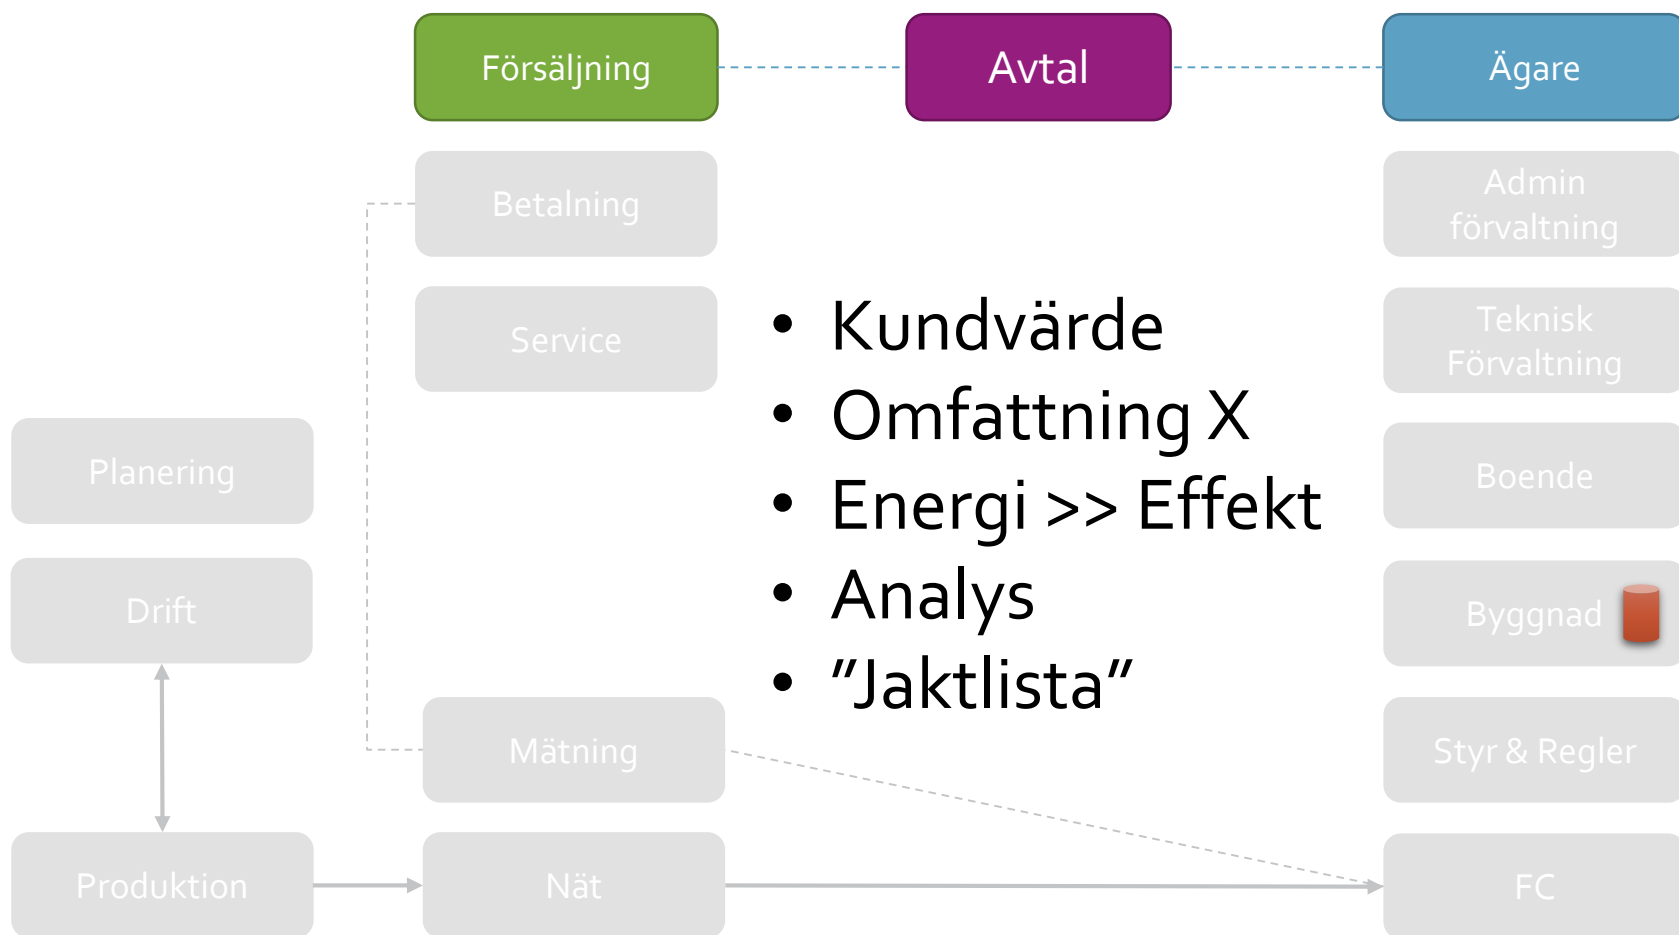 Försäljning
Avtal
Ägare
Betalning
Admin
förvaltning
Service
Teknisk
Förvaltning
• Kundvärde
• Omfattning X
• Energi >> Effekt
• Analys
• ”Jaktlista”
Planering
Boende
Drift
Byggnad
Mätning
Styr & Regler
Produktion
Nät
FC